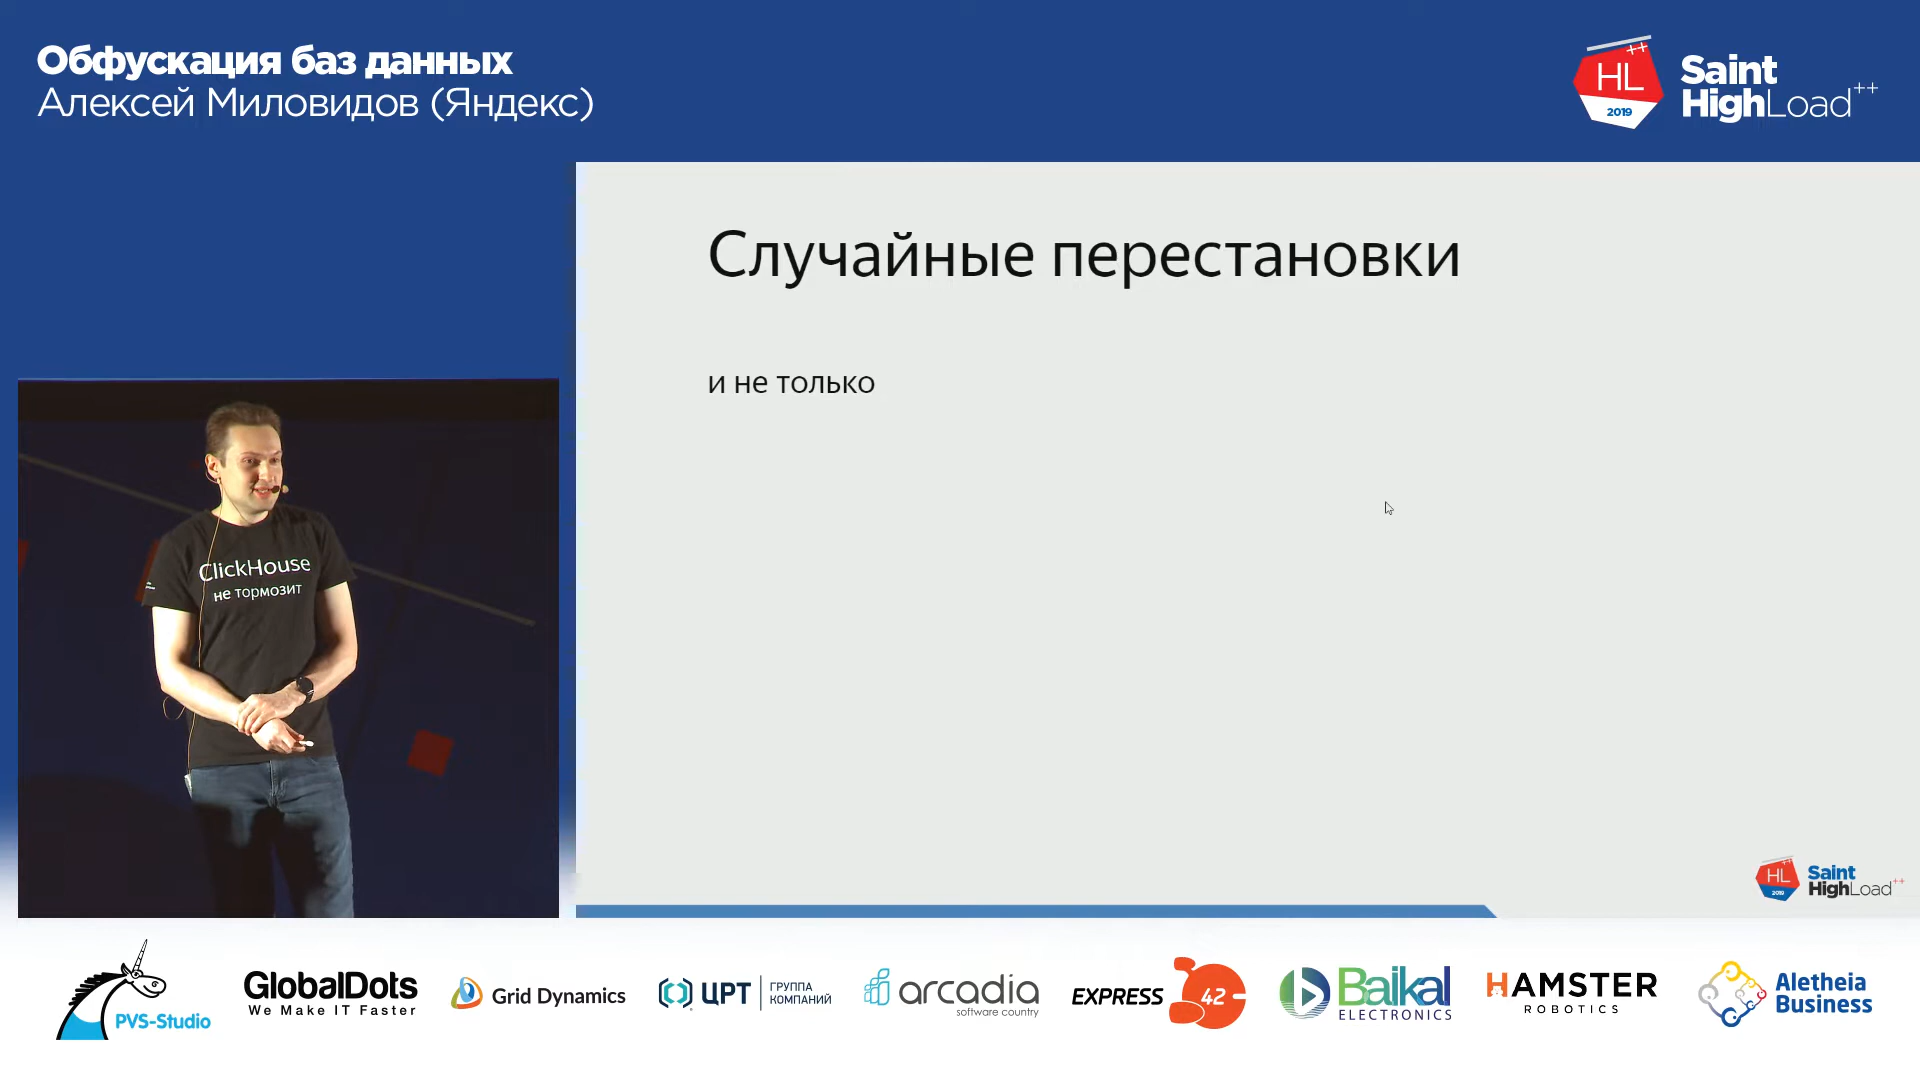 Обфускация баз данных
Алексей Миловидов (Яндекс)
HL++
2019
Saint
HighLoad++
Случайные перестановки
и не только
ClickHouse
не тормозит
HL++
2019
Saint
HighLoad++
PVS-Studio
GlobalDots
We Make IT Faster
Grid Dynamics
ЦРТ
ГРУППА
КОМПАНИЙ
arcadia
software country
EXPRESS 42
Baikal
ELECTRONICS
HAMSTER
ROBOTICS
Aletheia
Business